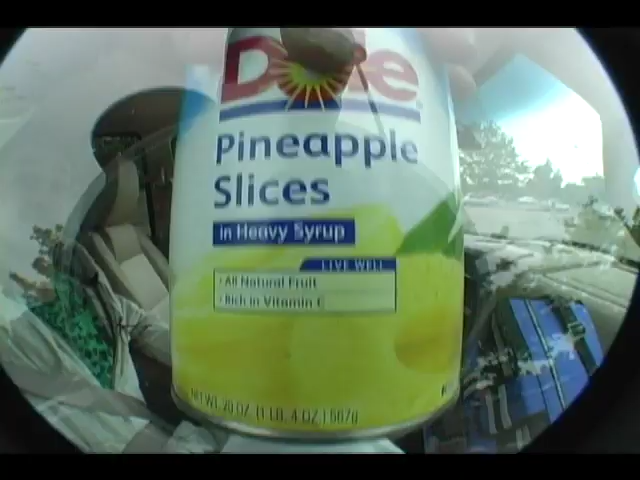 Dole
Pineapple
Slices
in Heavy Syrup
LIVE WELL
• All Natural Fruit
• Rich in Vitamin C
NET WT. 20 OZ. (1 LB. 4 OZ.) 567g